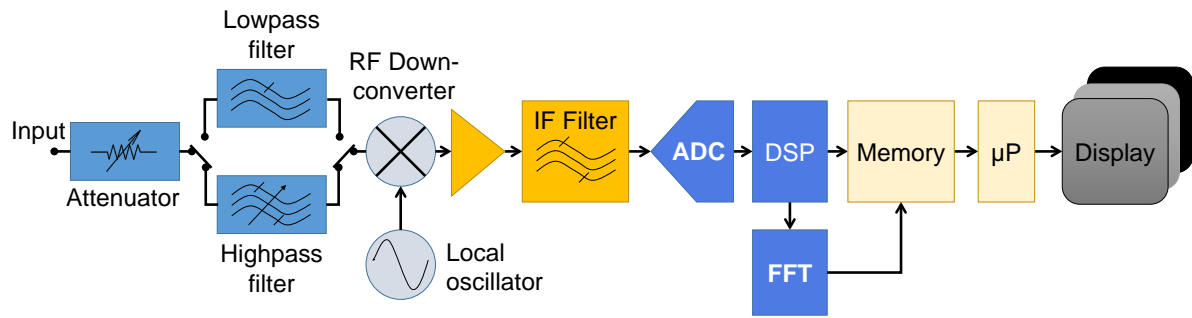 Lowpass
filter
RF Down-
converter
Input
Attenuator
Highpass
filter
Local
oscillator
IF Filter
ADC
DSP
FFT
Memory
µP
Display